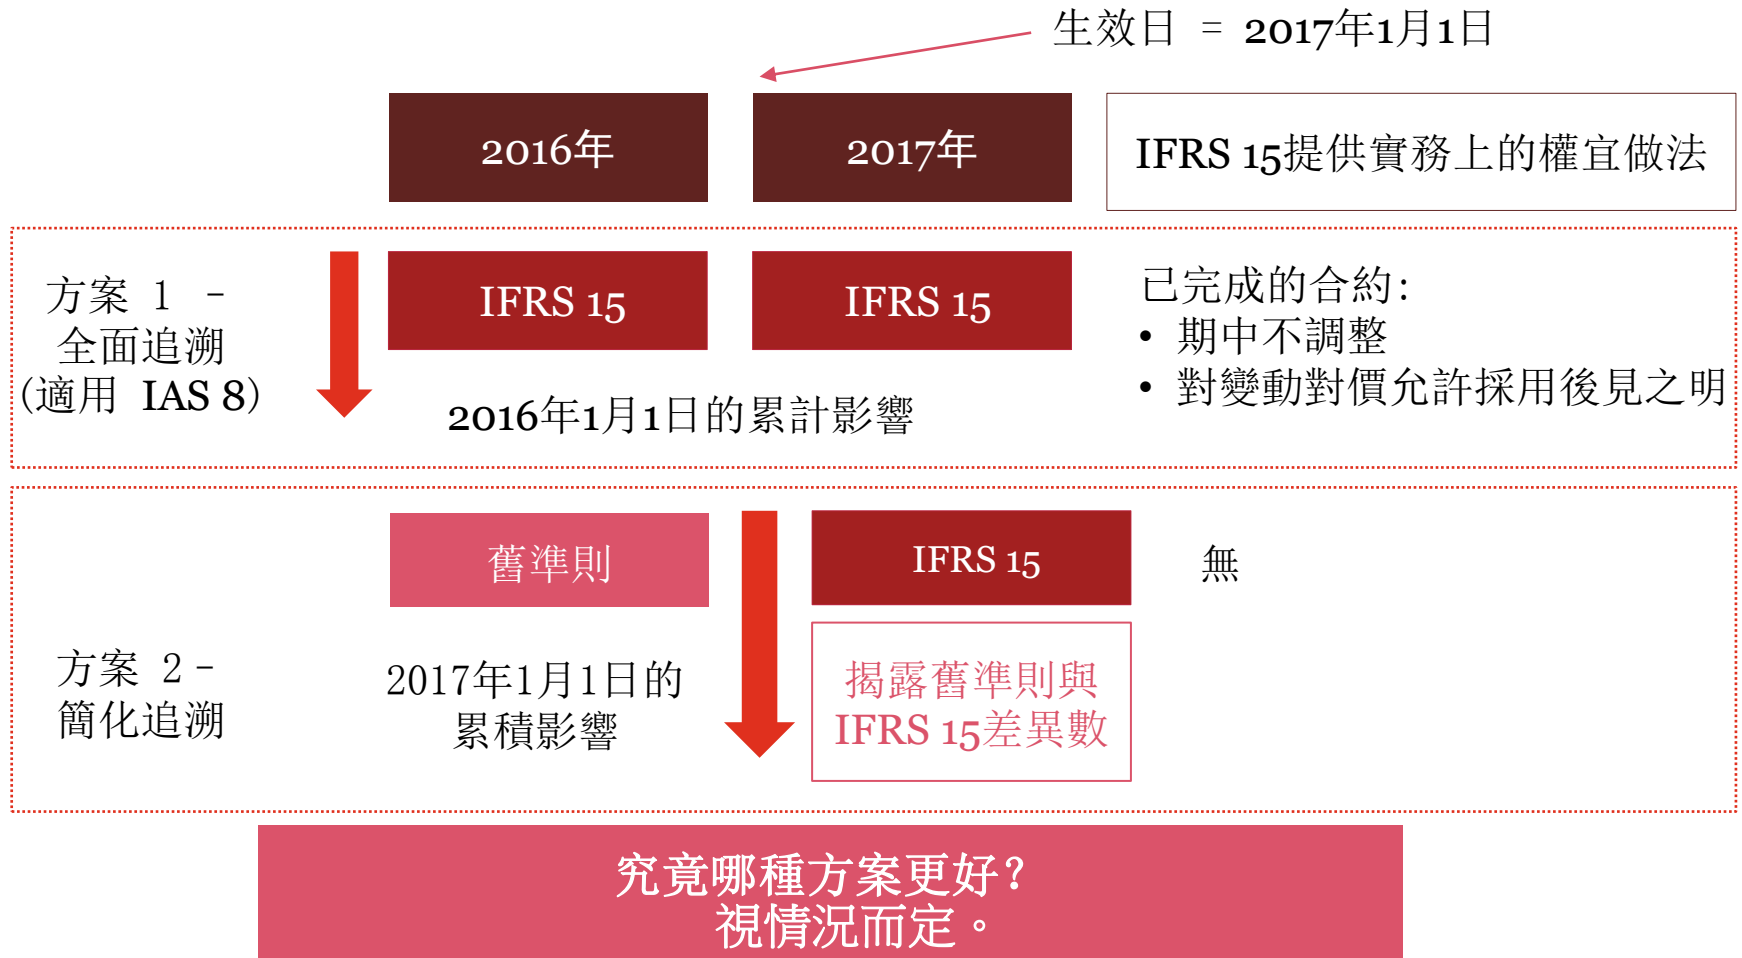 生效日 = 2017年1月1日
2016年
2017年
IFRS 15提供實務上的權宜做法
方案 1 -
全面追溯
(適用 IAS 8)
IFRS 15
IFRS 15
2016年1月1日的累計影響
已完成的合約:
• 期中不調整
• 對變動對價允許採用後見之明
方案 2-
簡化追溯
舊準則
2017年1月1日的
累積影響
IFRS 15
揭露舊準則與
IFRS 15差異數
無
究竟哪種方案更好?
視情況而定。